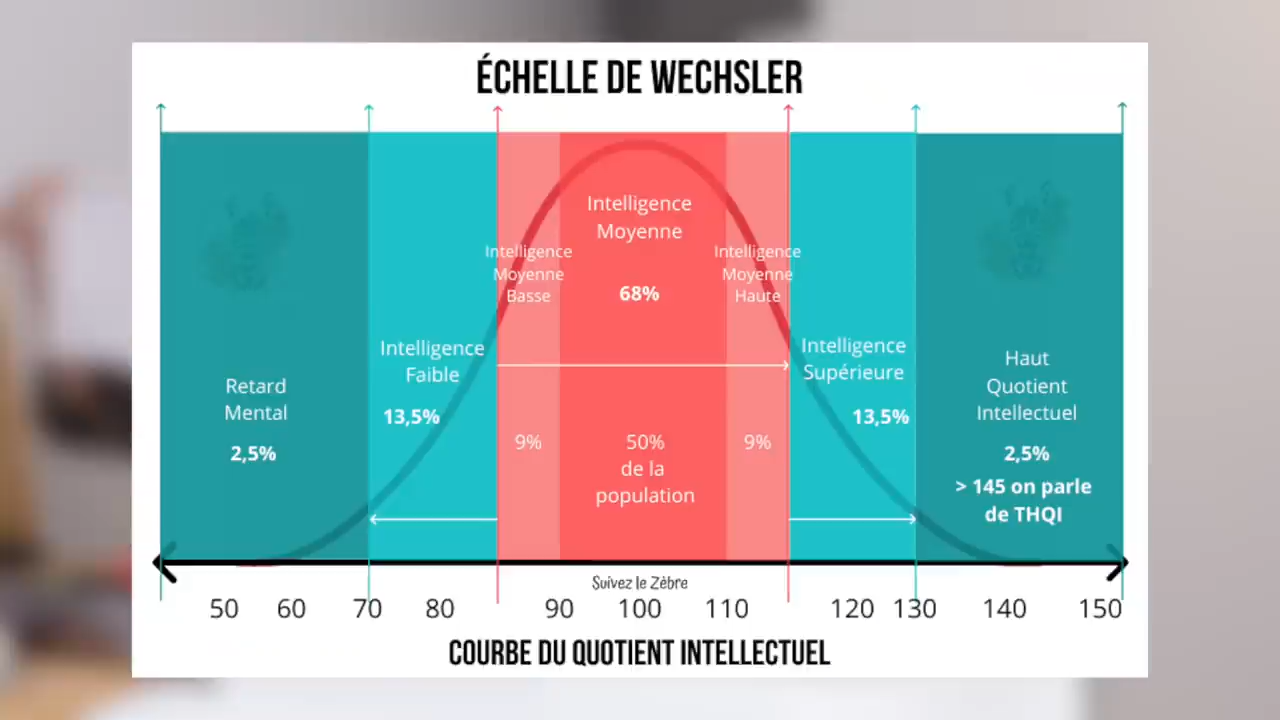 ÉCHELLE DE WECHSLER
Intelligence
Moyenne
68%
Intelligence
Moyenne
Basse
Intelligence
Moyenne
Haute
Intelligence
Faible
13,5%
Intelligence
Supérieure
13,5%
Retard
Mental
2,5%
Haut
Quotient
Intellectuel
2,5%
> 145 on parle
de THQI
9%
50%
de la
population
9%
Suivez le Zèbre
50 60 70 80 90 100 110 120 130 140 150
COURBE DU QUOTIENT INTELLECTUEL